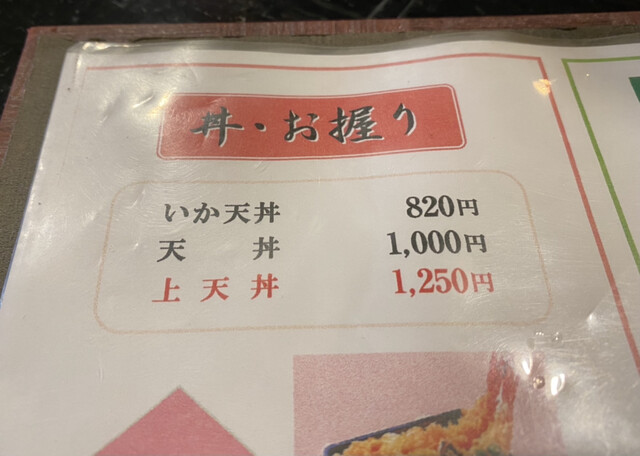 丼・お握り
いか天丼 820円
天丼 1,000円
上天丼 1,250円